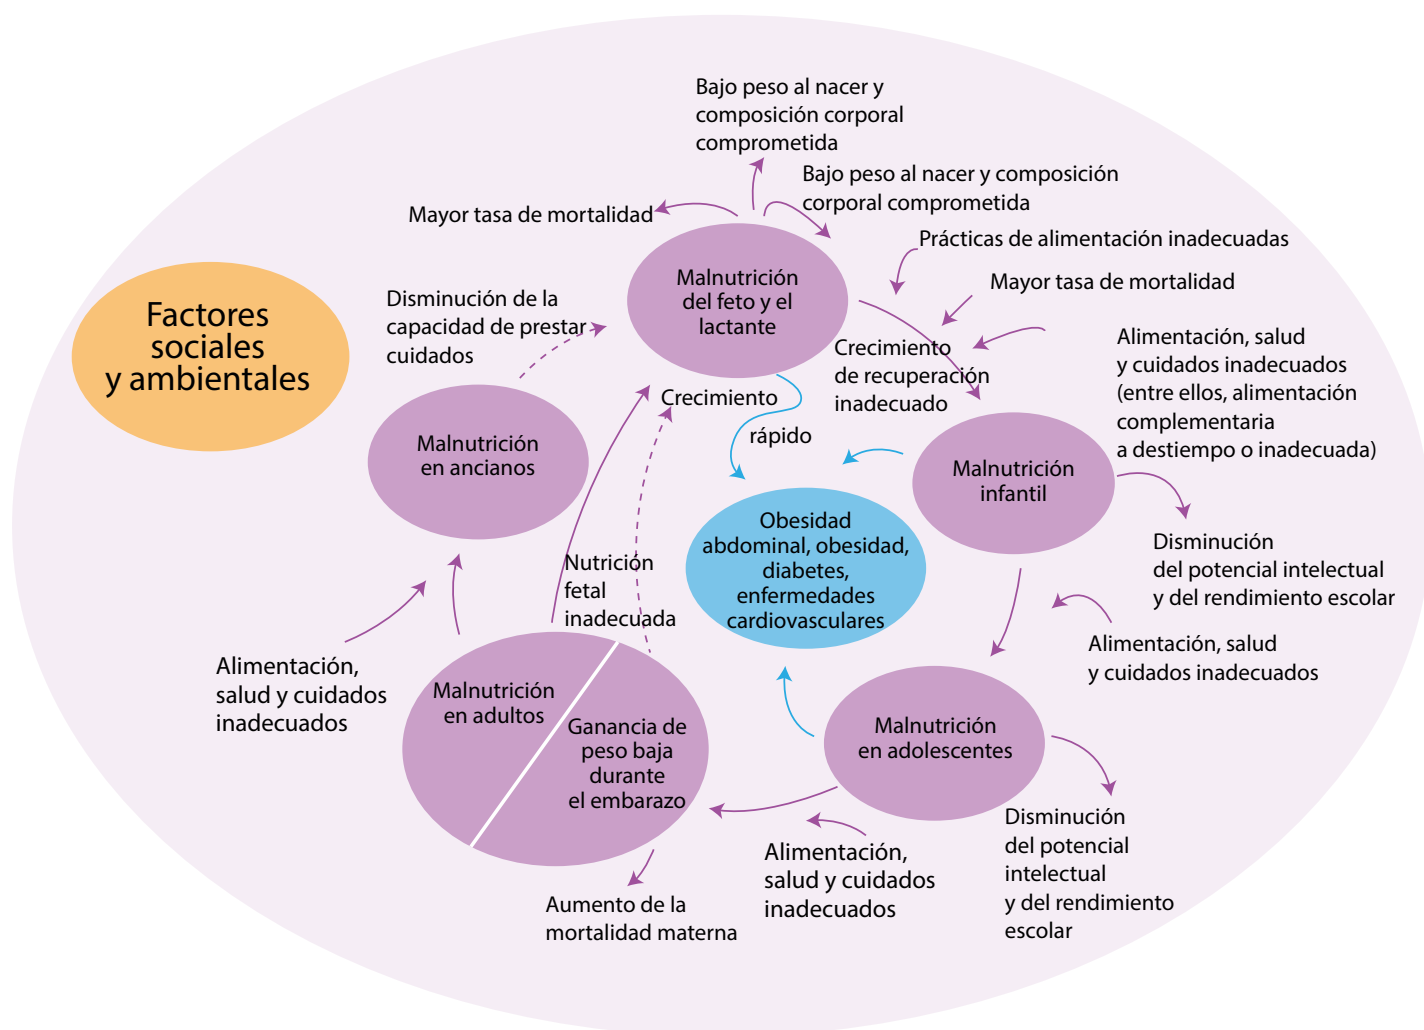 Bajo peso al nacer y
composición corporal
comprometida
Bajo peso al nacer y composición
corporal comprometida
Mayor tasa de mortalidad
Prácticas de alimentación inadecuadas
Mayor tasa de mortalidad
Malnutrición
del feto y el
lactante
Factores
sociales
y ambientales
Disminución de la
capacidad de prestar
cuidados
Crecimiento
de recuperación
inadecuado
Alimentación, salud
y cuidados inadecuados
(entre ellos, alimentación
complementaria
a destiempo o inadecuada)
Crecimiento
rápido
Malnutrición
en ancianos
Malnutrición
infantil
Obesidad
abdominal, obesidad,
diabetes,
enfermedades
cardiovasculares
Disminución
del potencial intelectual
y del rendimiento escolar
Nutrición
fetal
inadecuada
Alimentación, salud
y cuidados inadecuados
Alimentación,
salud y cuidados
inadecuados
Malnutrición
en adultos
Ganancia de
peso baja
durante
el embarazo
Malnutrición
en adolescentes
Disminución
del potencial
intelectual
y del rendimiento
escolar
Alimentación,
salud y cuidados
inadecuados
Aumento de la
mortalidad materna